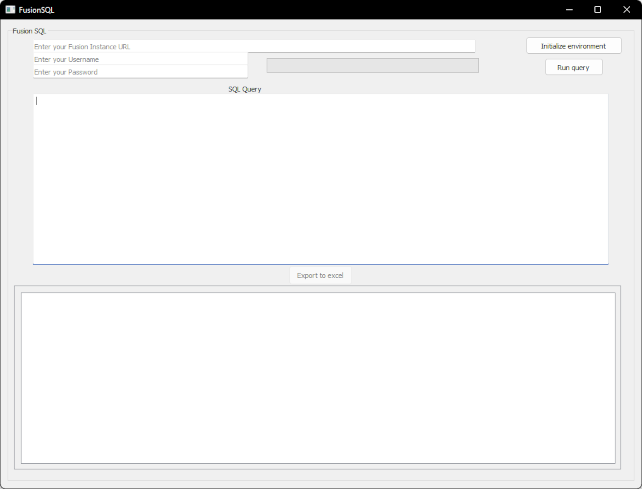 FusionSQL
Fusion SQL
Enter your Fusion Instance URL
Initialize environment
Enter your Username
Enter your Password
Run query
SQL Query
Export to excel